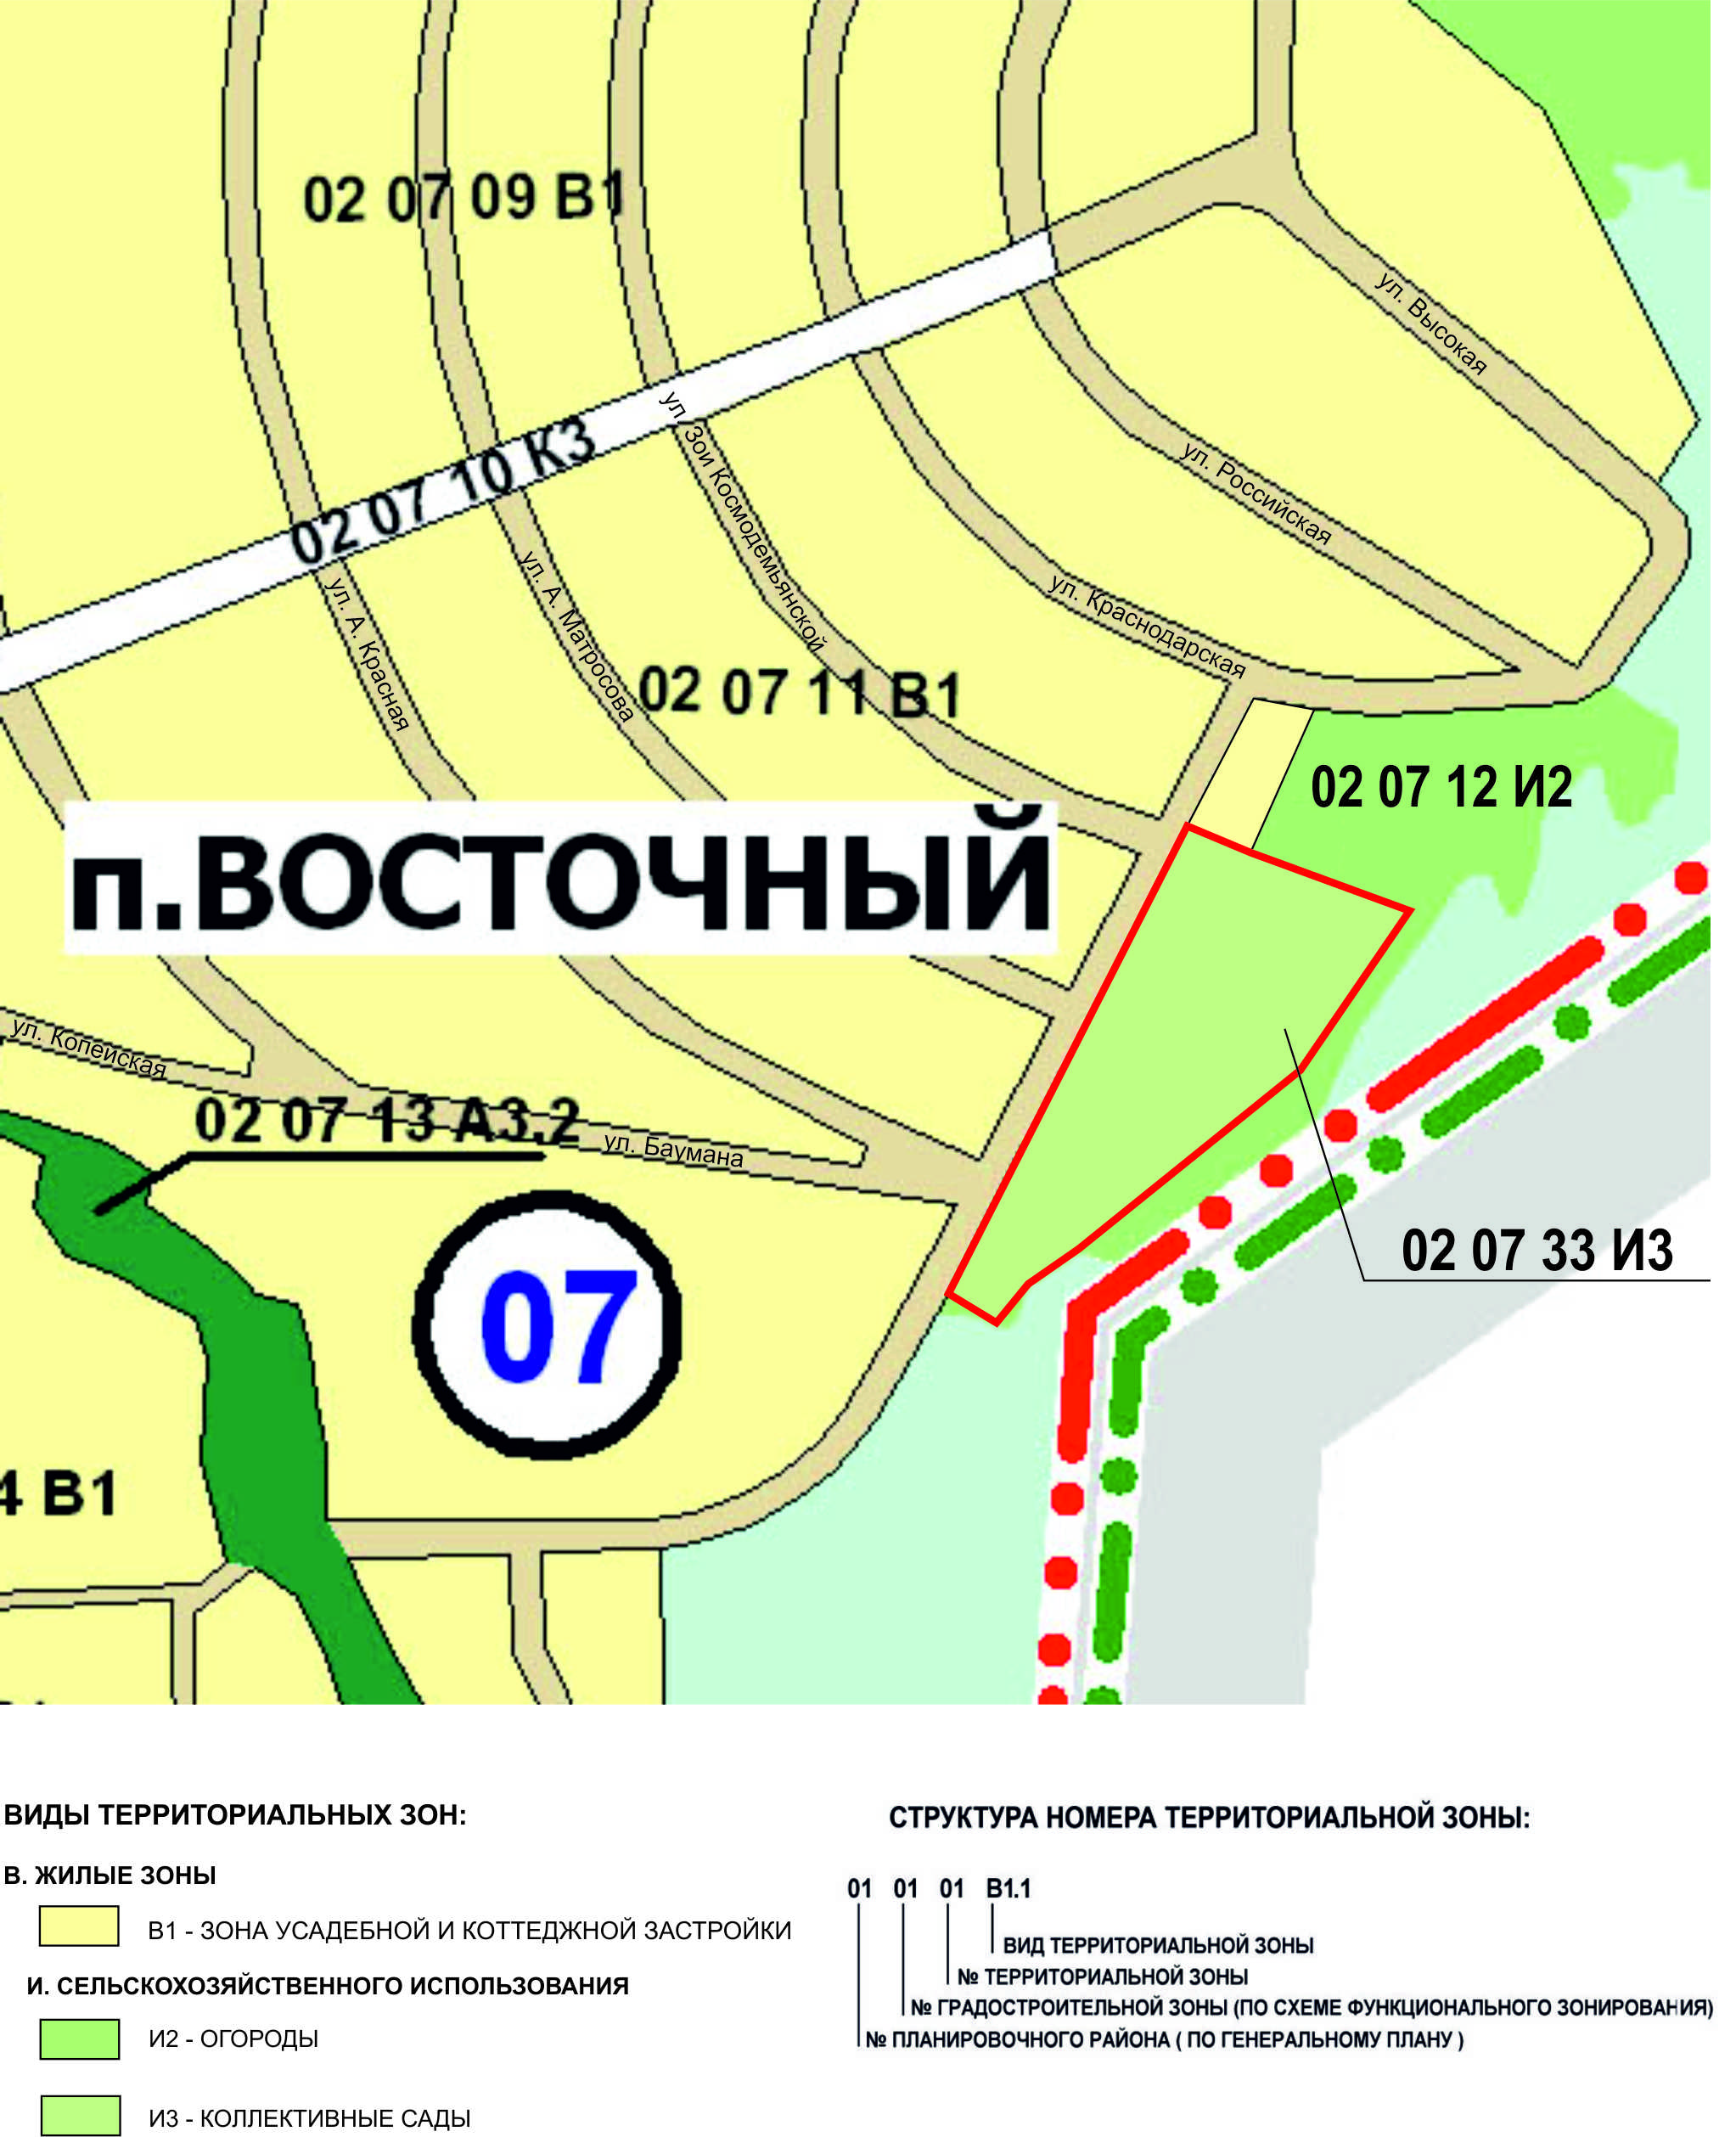 02 07 09 В1
ул. Высокая
02 07 10 К3
ул. Зои Космодемьянской
ул. Российская
ул. А. Красная
ул. А. Матросова
ул. Краснодарская
02 07 11 В1
02 07 12 И2
п.ВОСТОЧНЫЙ
ул. Копейская
02 07 13 А3.2
ул. Баумана
02 07 33 И3
07
4 В1
ВИДЫ ТЕРРИТОРИАЛЬНЫХ ЗОН:
В. ЖИЛЫЕ ЗОНЫ
В1 - ЗОНА УСАДЕБНОЙ И КОТТЕДЖНОЙ ЗАСТРОЙКИ
И. СЕЛЬСКОХОЗЯЙСТВЕННОГО ИСПОЛЬЗОВАНИЯ
И2 - ОГОРОДЫ
И3 - КОЛЛЕКТИВНЫЕ САДЫ
СТРУКТУРА НОМЕРА ТЕРРИТОРИАЛЬНОЙ ЗОНЫ:
01 01 01 В1.1
ВИД ТЕРРИТОРИАЛЬНОЙ ЗОНЫ
№ ТЕРРИТОРИАЛЬНОЙ ЗОНЫ
№ ГРАДОСТРОИТЕЛЬНОЙ ЗОНЫ (ПО СХЕМЕ ФУНКЦИОНАЛЬНОГО ЗОНИРОВАНИЯ)
№ ПЛАНИРОВОЧНОГО РАЙОНА ( ПО ГЕНЕРАЛЬНОМУ ПЛАНУ )